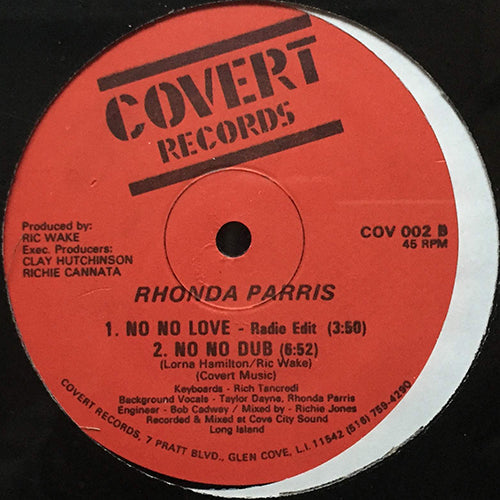 COVERT
RECORDS
Produced by:
RIC WAKE
Exec. Producers:
CLAY HUTCHINSON
RICHIE CANNATA
COV 002 B
45 RPM
RHONDA PARRIS
1. NO NO LOVE - Radio Edit (3:50)
2. NO NO DUB (6:52)
(Lorna Hamilton/Ric Wake)
(Covert Music)
Keyboards - Rich Tancredi
Background Vocals - Taylor Dayne, Rhonda Parris
Engineer - Bob Cadway / Mixed by - Richie Jones
Recorded & Mixed at Cove City Sound
Long Island
COVERT RECORDS, 7 PRATT BLVD., GLEN COVE, L.I. 11542 (516) 759-4290